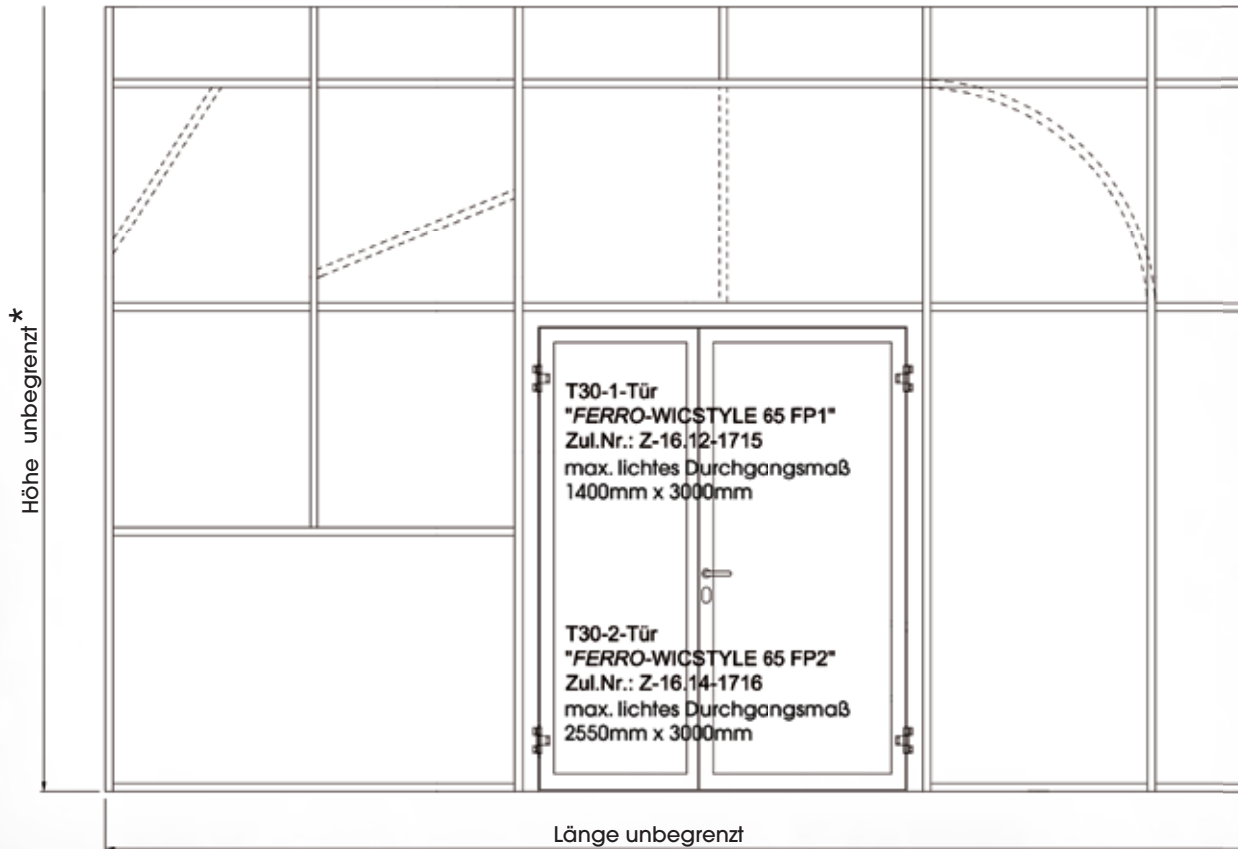 Höhe unbegrenzt*
T30-1-Tür
"FERRO-WICSTYLE 65 FP1"
Zul.Nr.: Z-16.12-1715
max. lichtes Durchgangsmaß
1400mm x 3000mm
T30-2-Tür
"FERRO-WICSTYLE 65 FP2"
Zul.Nr.: Z-16.14-1716
max. lichtes Durchgangsmaß
2550mm x 3000mm
Länge unbegrenzt